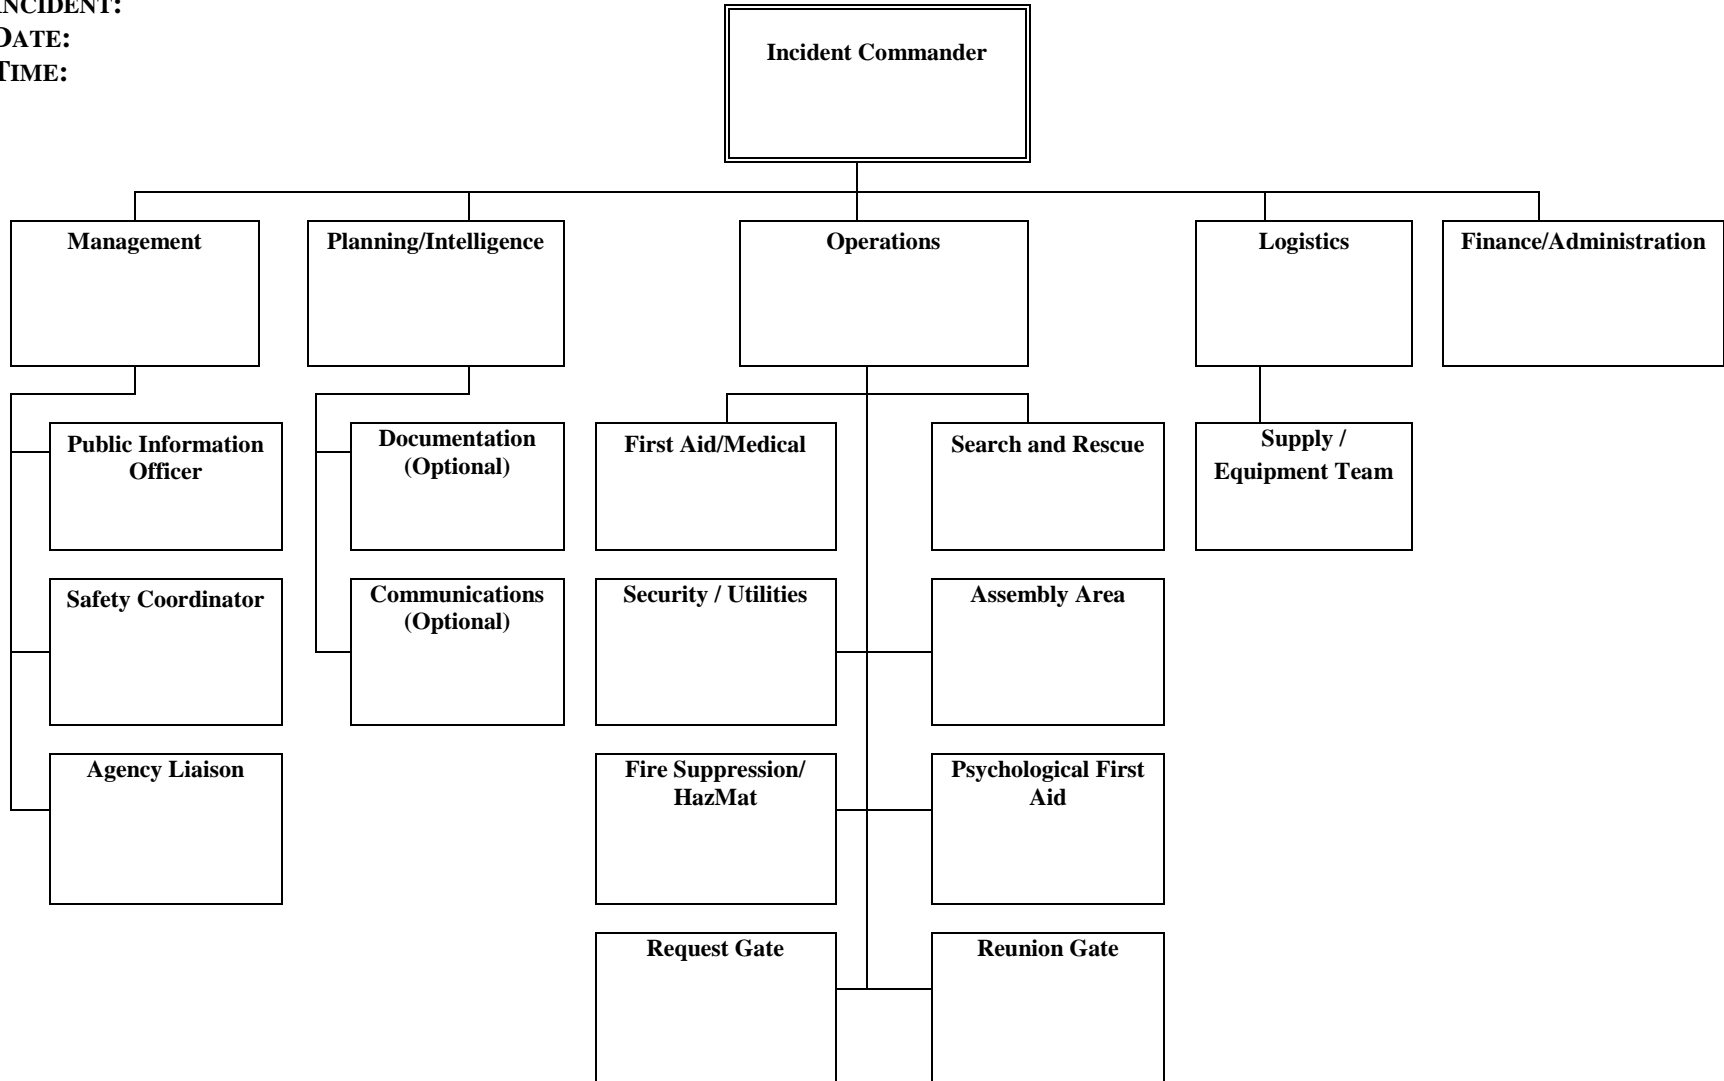 INCIDENT:
DATE:
TIME:
Incident Commander
Management
Planning/Intelligence
Operations
Logistics
Finance/Administration
Public Information
Officer
Documentation
(Optional)
First Aid/Medical
Search and Rescue
Supply /
Equipment Team
Safety Coordinator
Communications
(Optional)
Security / Utilities
Assembly Area
Agency Liaison
Fire Suppression/
HazMat
Psychological First
Aid
Request Gate
Reunion Gate